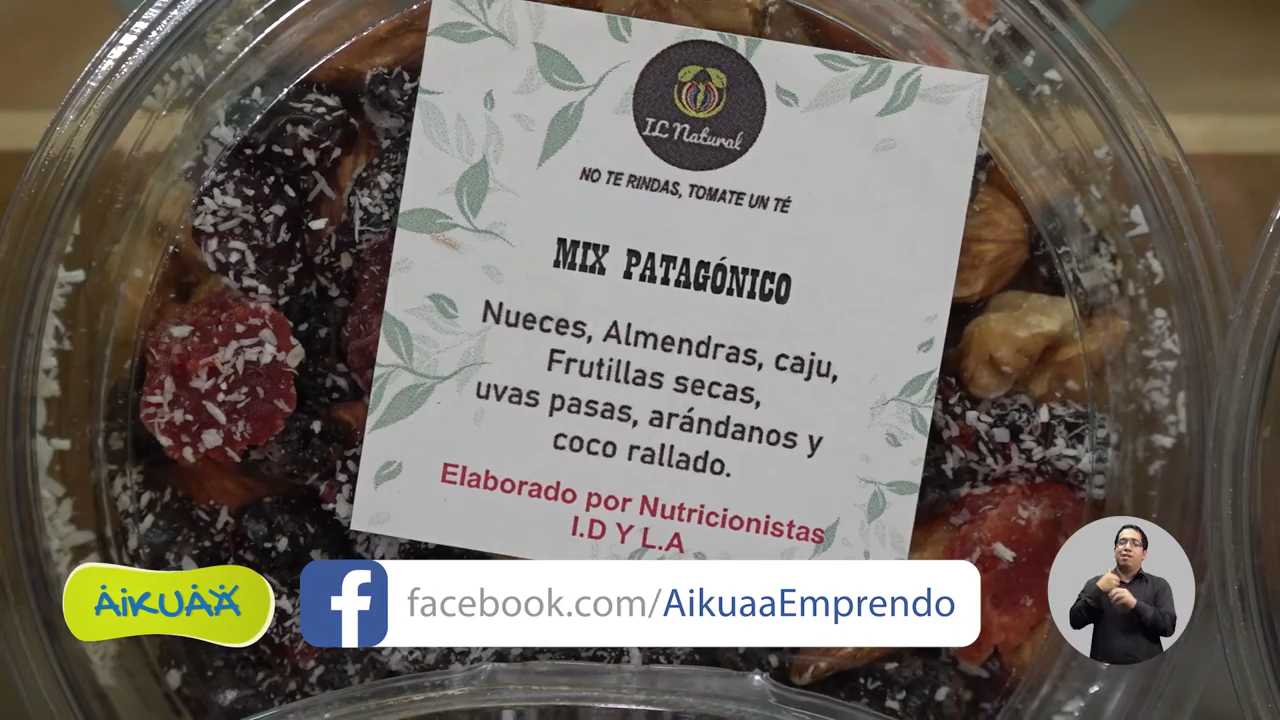 IL Natural
NO TE RINDAS, TOMATE UN TÉ
MIX PATAGÓNICO
Nueces, Almendras, caju,
Frutillas secas,
uvas pasas, arándanos y
coco rallado.
Elaborado por Nutricionistas
I.D Y L.A
AiKUAA
f facebook.com/AikuaaEmprendo